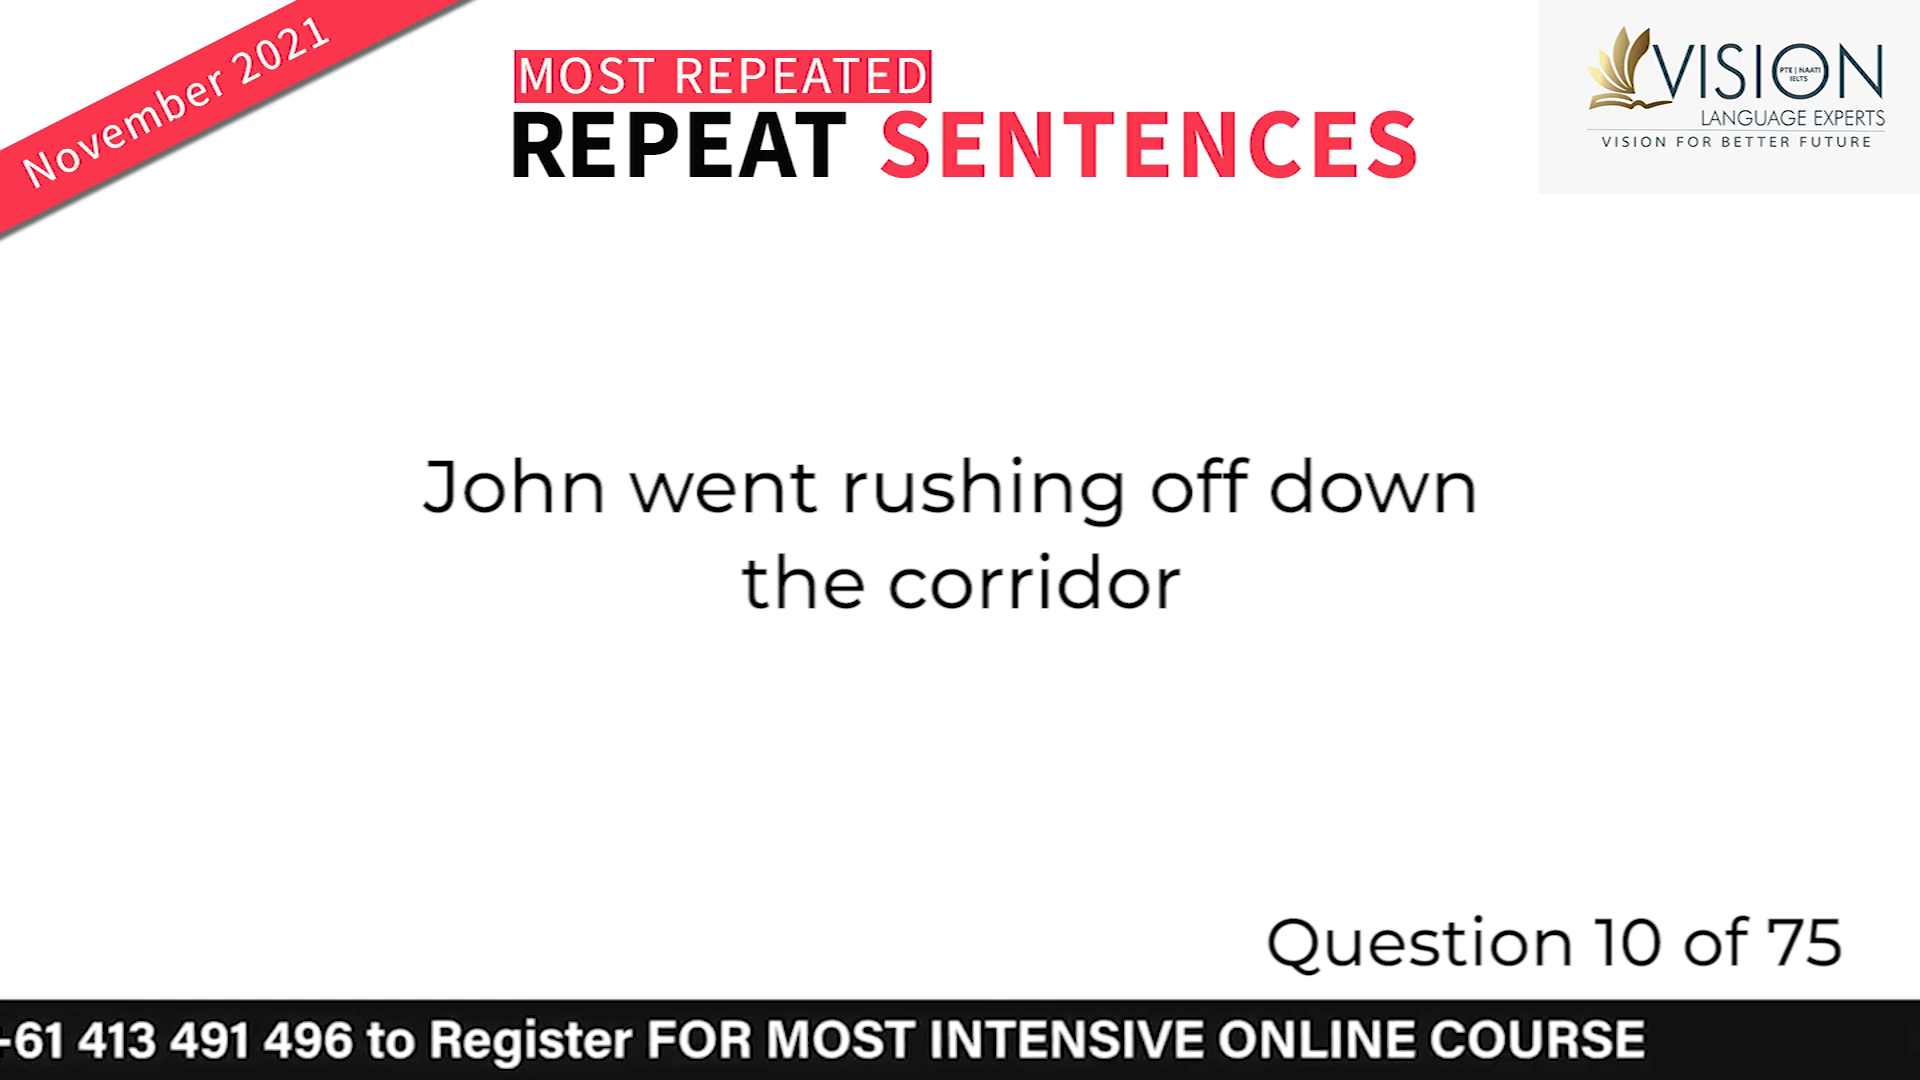 November 2021
MOST REPEATED
REPEAT SENTENCES
VISION
PTE | NAATI
IELTS
LANGUAGE EXPERTS
VISION FOR BETTER FUTURE
John went rushing off down
the corridor
Question 10 of 75
+61 413 491 496 to Register FOR MOST INTENSIVE ONLINE COURSE